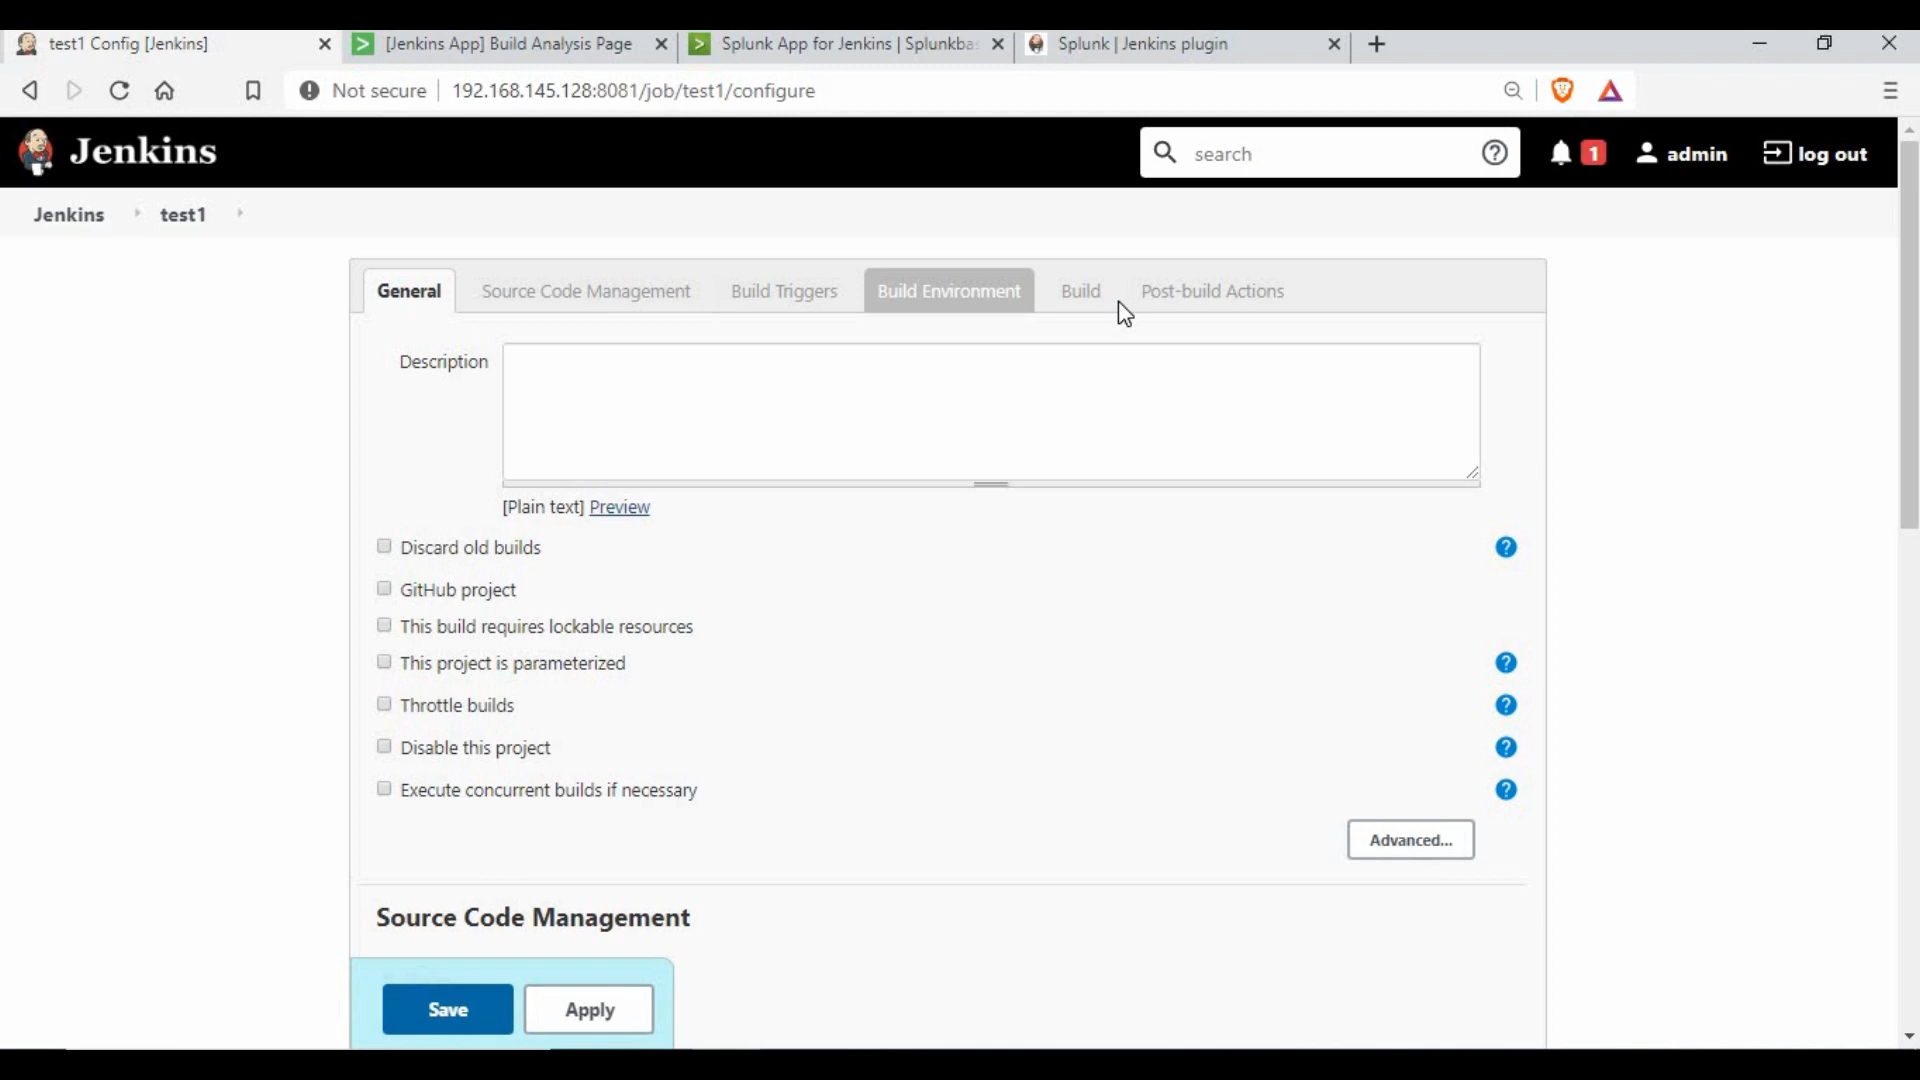 test1 Config [Jenkins]
[Jenkins App] Build Analysis Page
Splunk App for Jenkins | Splunkba
Splunk | Jenkins plugin
Not secure
192.168.145.128:8081/job/test1/configure
Jenkins
search
1
admin
log out
Jenkins
test1
General
Source Code Management
Build Triggers
Build Environment
Build
Post-build Actions
Description
[Plain text] Preview
Discard old builds
GitHub project
This build requires lockable resources
This project is parameterized
Throttle builds
Disable this project
Execute concurrent builds if necessary
Advanced...
Source Code Management
Save
Apply